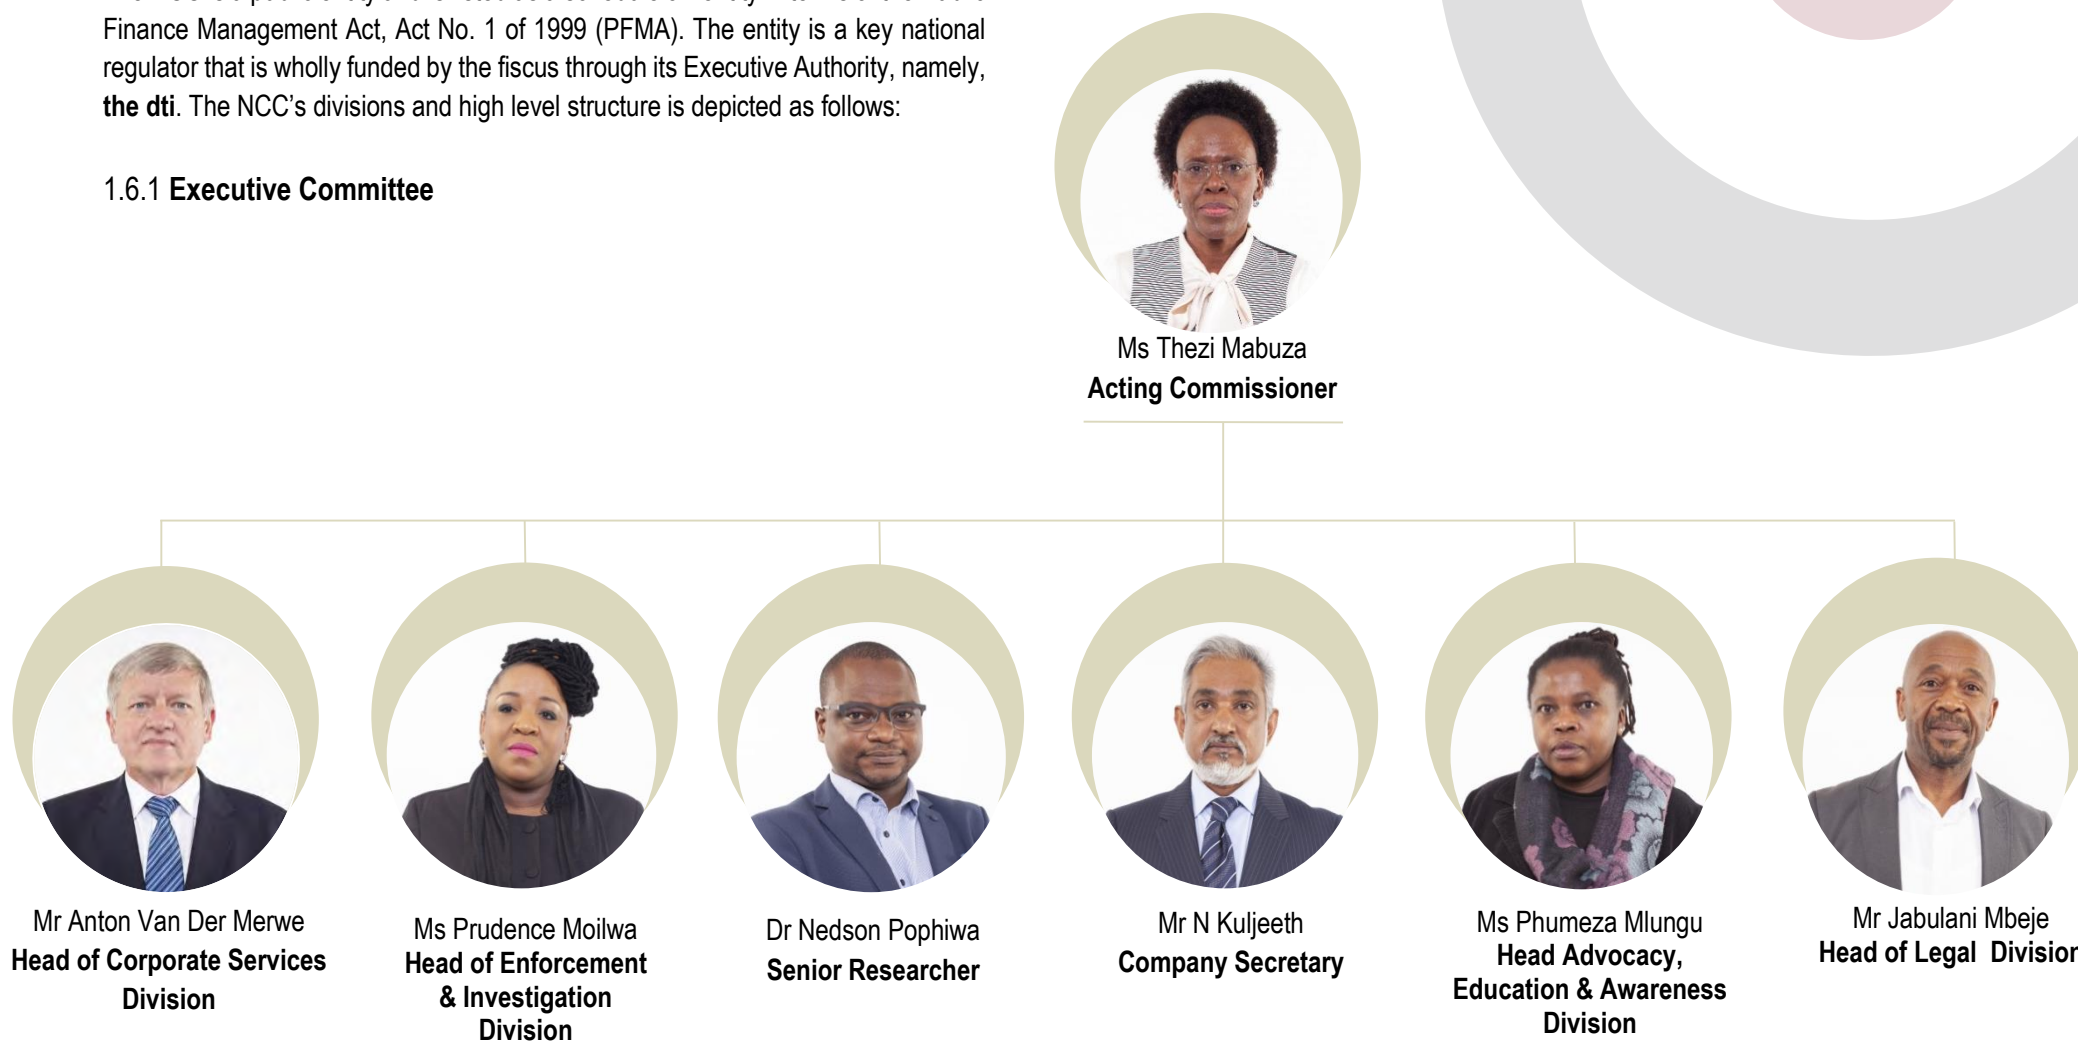 Finance Management Act, Act No. 1 of 1999 (PFMA). The entity is a key national
regulator that is wholly funded by the fiscus through its Executive Authority, namely,
the dti. The NCC’s divisions and high level structure is depicted as follows:
1.6.1 Executive Committee
Ms Thezi Mabuza
Acting Commissioner
Mr Anton Van Der Merwe
Head of Corporate Services
Division
Ms Prudence Moilwa
Head of Enforcement
& Investigation
Division
Dr Nedson Pophiwa
Senior Researcher
Mr N Kuljeeth
Company Secretary
Ms Phumeza Mlungu
Head Advocacy,
Education & Awareness
Division
Mr Jabulani Mbeje
Head of Legal Division